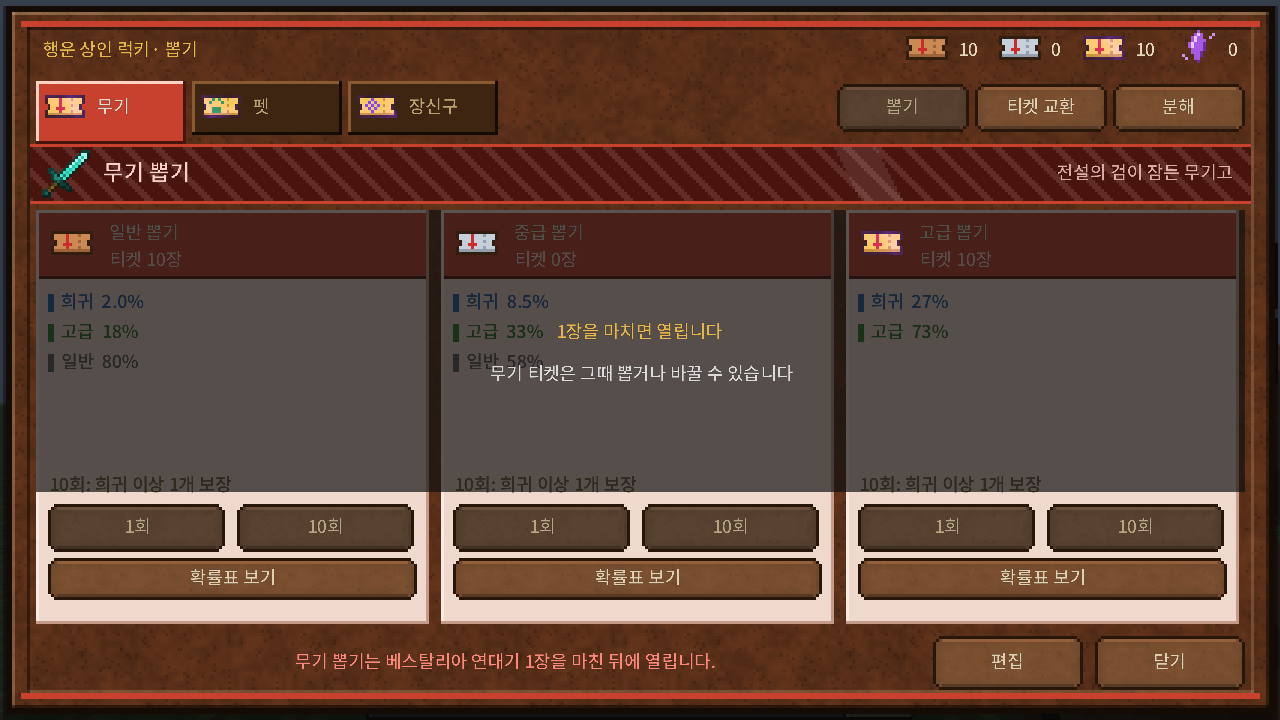 행운 상인 럭키 · 뽑기
10 0 10 0
무기 펫 장신구
뽑기 티켓 교환 분해
무기 뽑기
전설의 검이 잠든 무기고
일반 뽑기
티켓 10장
희귀 2.0%
고급 18%
일반 80%
10회: 희귀 이상 1개 보장
1회 10회
확률표 보기
중급 뽑기
티켓 0장
희귀 8.5%
고급 33%
일반 58%
10회: 희귀 이상 1개 보장
1회 10회
확률표 보기
고급 뽑기
티켓 10장
희귀 27%
고급 73%
10회: 희귀 이상 1개 보장
1회 10회
확률표 보기
1장을 마치면 열립니다
무기 티켓은 그때 뽑거나 바꿀 수 있습니다
무기 뽑기는 베스탈리아 연대기 1장을 마친 뒤에 열립니다.
편집 닫기